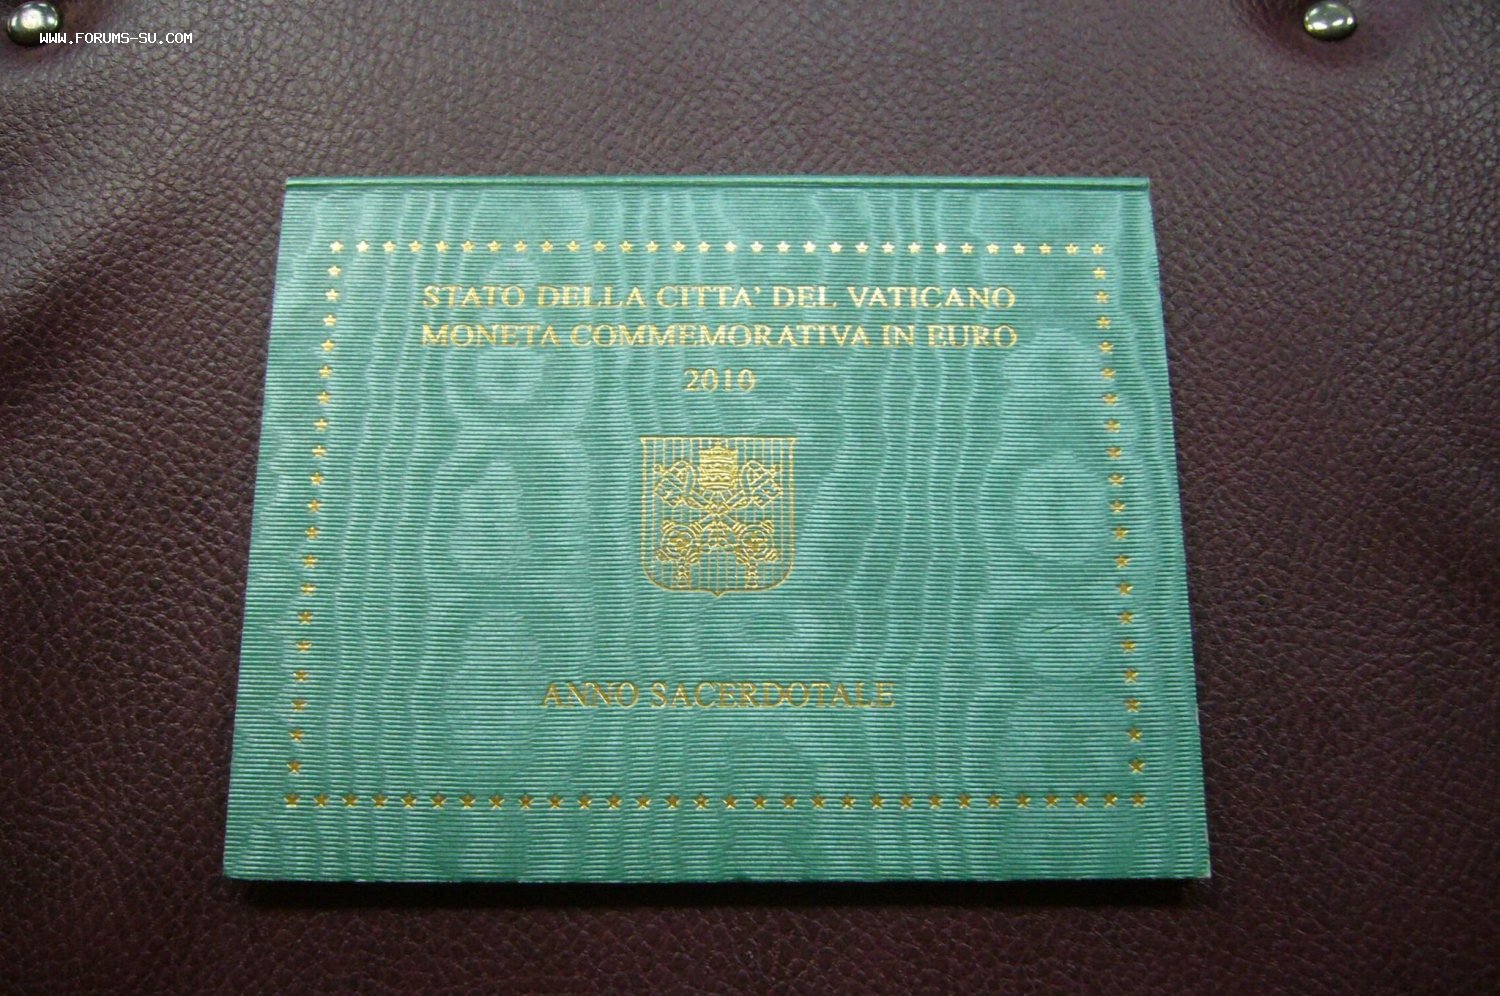 WWW.FORUMS-SU.COM
STATO DELLA CITTA' DEL VATICANO
MONETA COMMEMORATIVA IN EURO
2010
ANNO SACERDOTALE